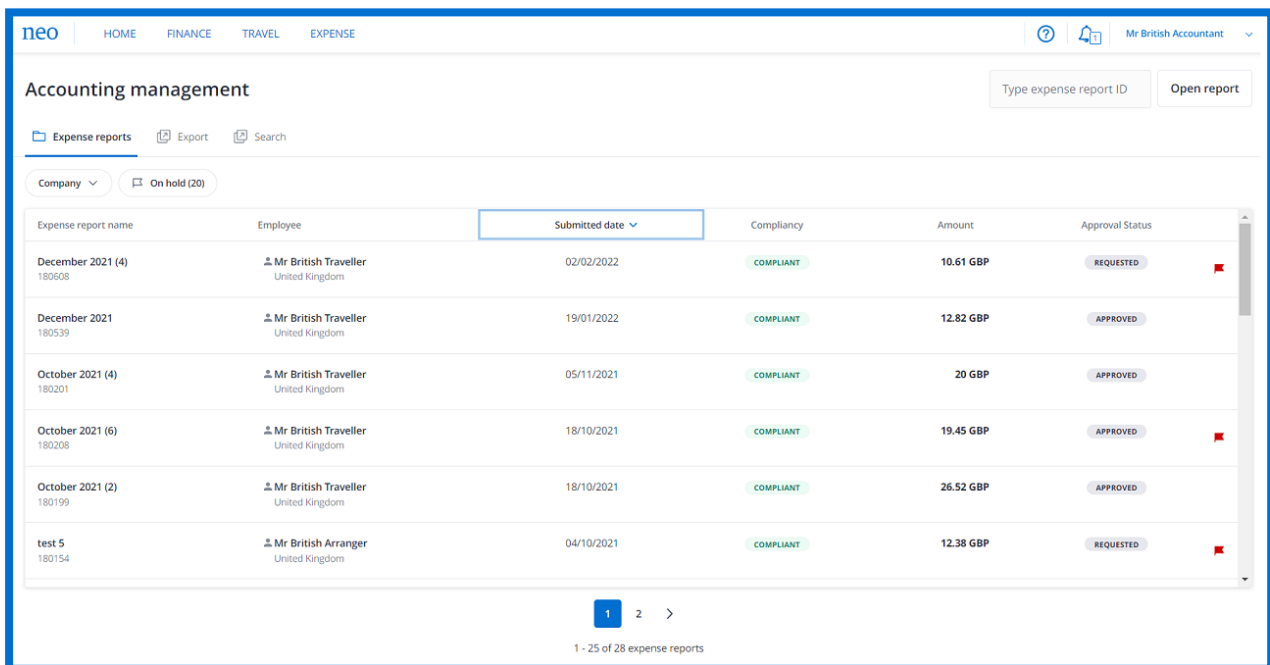 neo HOME FINANCE TRAVEL EXPENSE 1 Mr British Accountant
Accounting management Type expense report ID Open report
Expense reports Export Search
Company On hold (20)
Expense report name Employee Submitted date Compliancy Amount Approval Status
December 2021 (4) Mr British Traveller 02/02/2022 COMPLIANT 10.61 GBP REQUESTED
180608 United Kingdom
December 2021 Mr British Traveller 19/01/2022 COMPLIANT 12.82 GBP APPROVED
180539 United Kingdom
October 2021 (4) Mr British Traveller 05/11/2021 COMPLIANT 20 GBP APPROVED
180201 United Kingdom
October 2021 (6) Mr British Traveller 18/10/2021 COMPLIANT 19.45 GBP APPROVED
180208 United Kingdom
October 2021 (2) Mr British Traveller 18/10/2021 COMPLIANT 26.52 GBP APPROVED
180199 United Kingdom
test 5 Mr British Arranger 04/10/2021 COMPLIANT 12.38 GBP REQUESTED
180154 United Kingdom
1 2
1 - 25 of 28 expense reports